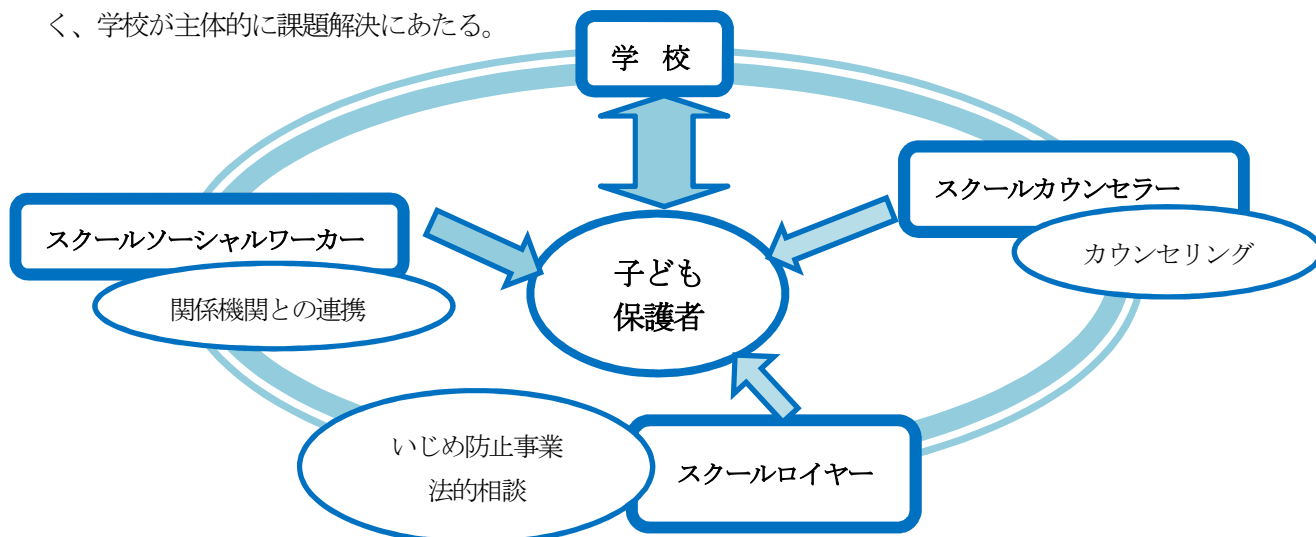 く、学校が主体的に課題解決にあたる。
学 校
スクールカウンセラー
カウンセリング
スクールソーシャルワーカー
関係機関との連携
子ども
保護者
いじめ防止事業
法的相談
スクールロイヤー